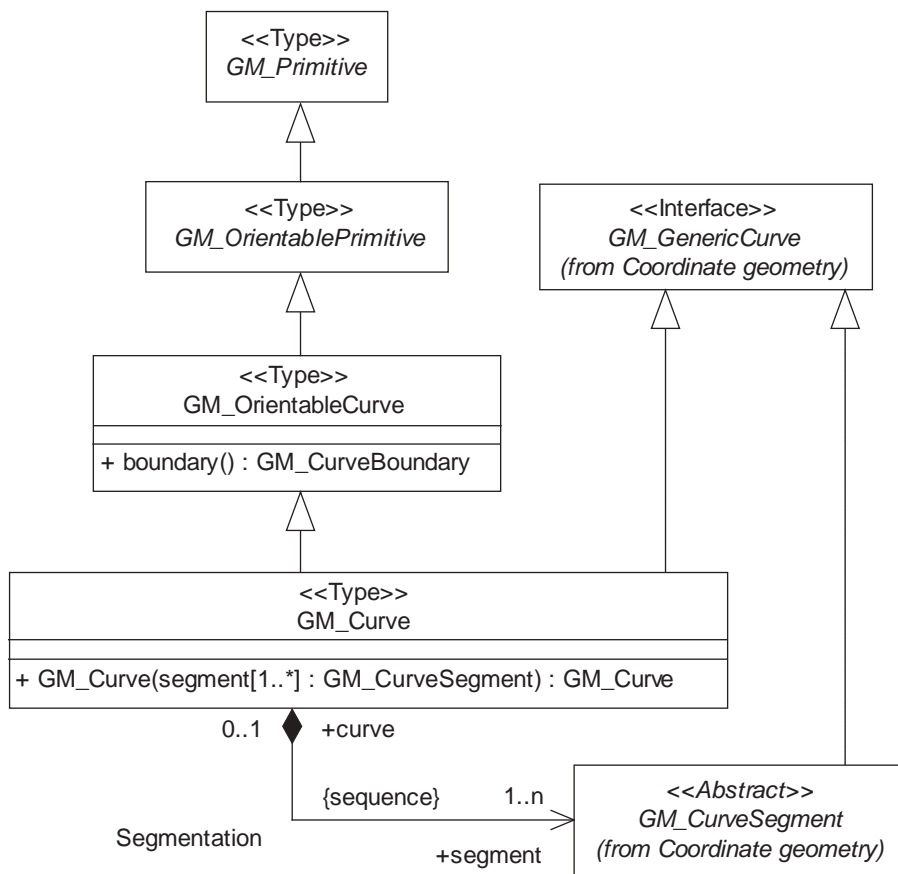 <<Type>>
GM_Primitive
<<Type>>
GM_OrientablePrimitive
<<Interface>>
GM_GenericCurve
(from Coordinate geometry)
<<Type>>
GM_OrientableCurve
+ boundary() : GM_CurveBoundary
<<Type>>
GM_Curve
+ GM_Curve(segment[1..*] : GM_CurveSegment) : GM_Curve
0..1
+curve
{sequence}
1..n
Segmentation
+segment
<<Abstract>>
GM_CurveSegment
(from Coordinate geometry)